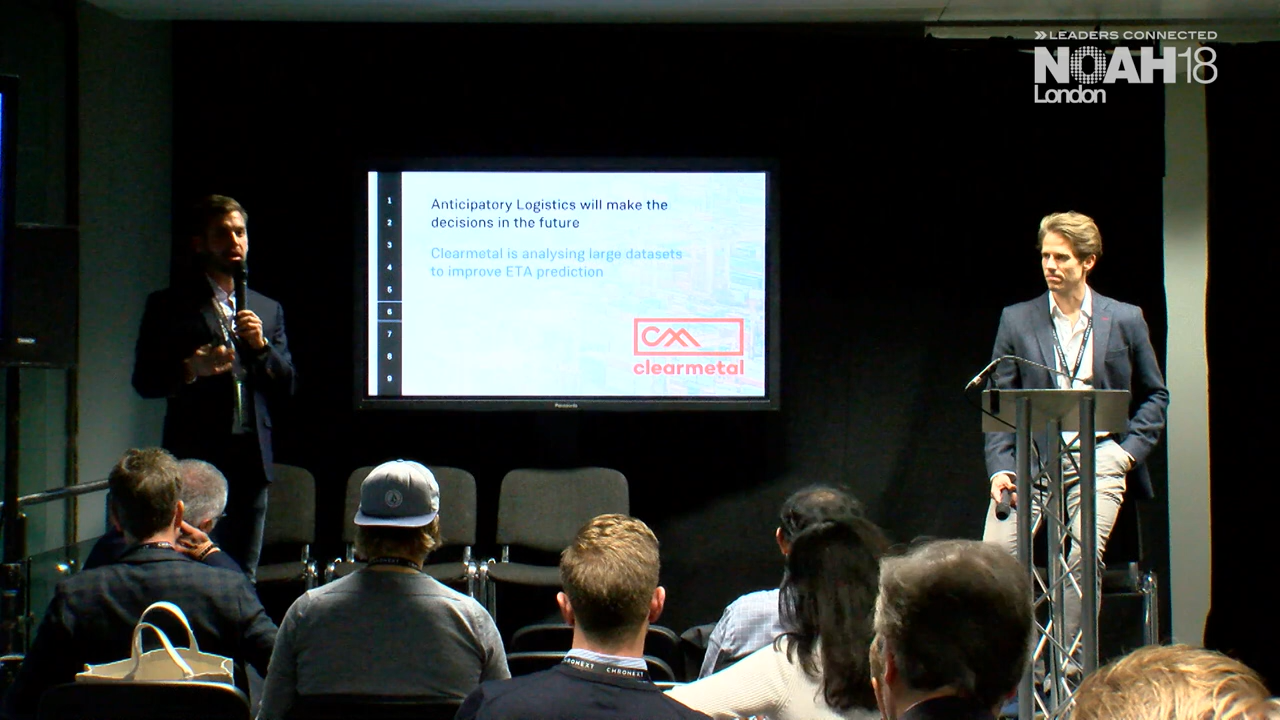 LEADERS CONNECTED
NOAH18
London
1
2
3
4
5
6
7
8
9
Anticipatory Logistics will make the
decisions in the future
Clearmetal is analysing large datasets
to improve ETA prediction
CM
clearmetal
Panasonic
CHRONEXT